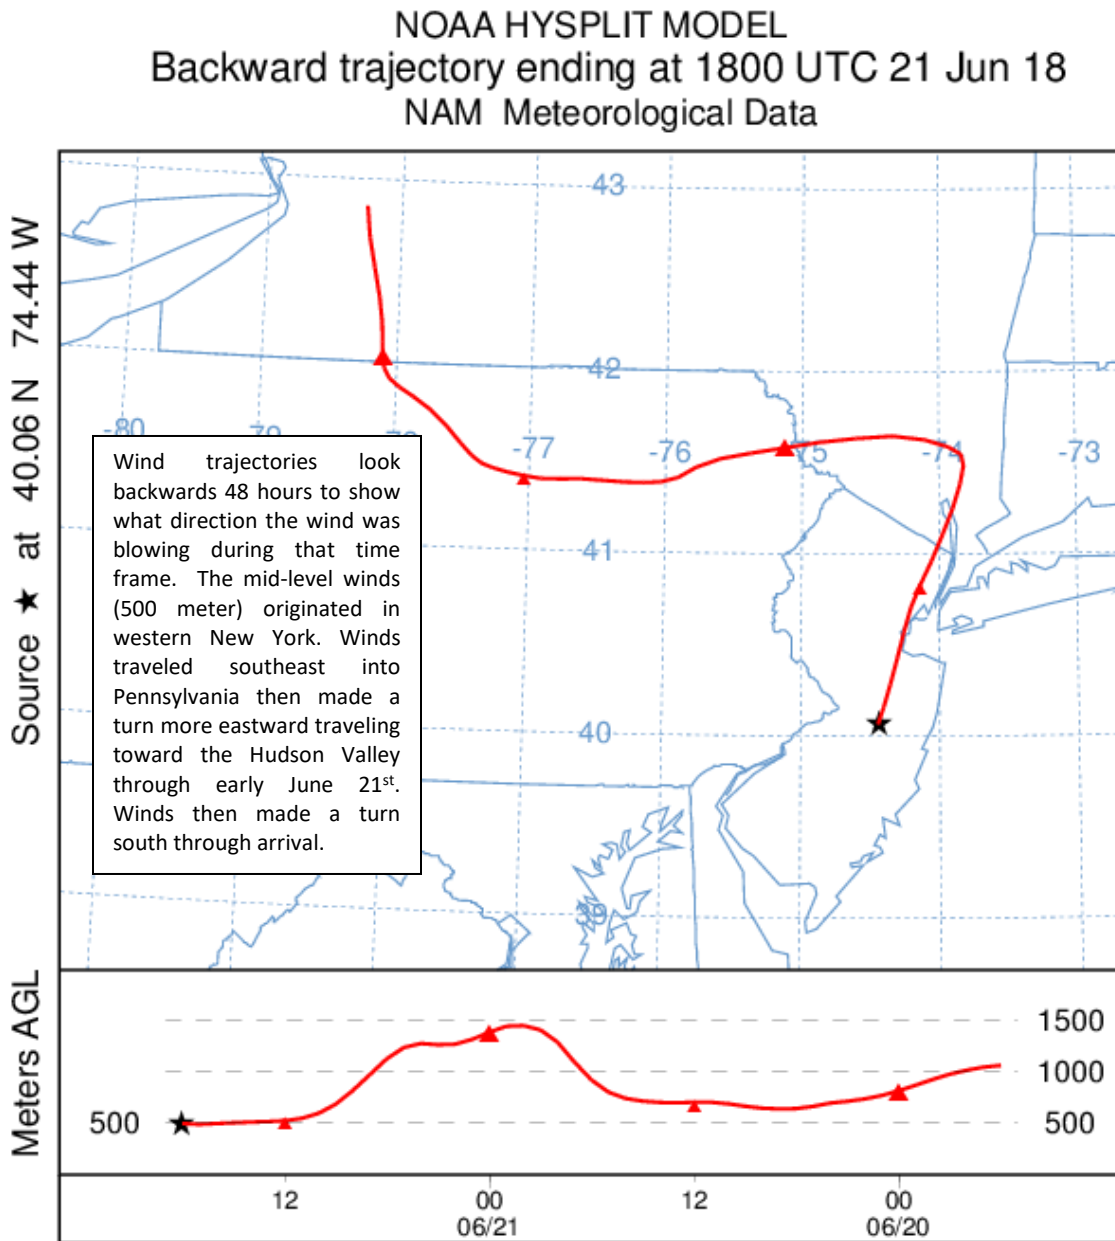 NOAA HYSPLIT MODEL
Backward trajectory ending at 1800 UTC 21 Jun 18
NAM Meteorological Data
Source ★ at 40.06 N 74.44 W
43
42
-80
79
-77
-76
75
-74
-73
41
40
39
Wind trajectories look
backwards 48 hours to show
what direction the wind was
blowing during that time
frame. The mid-level winds
(500 meter) originated in
western New York. Winds
traveled southeast into
Pennsylvania then made a
turn more eastward traveling
toward the Hudson Valley
through early June 21st.
Winds then made a turn
south through arrival.
Meters AGL
1500
1000
500
500
12
00
12
00
06/21
06/20